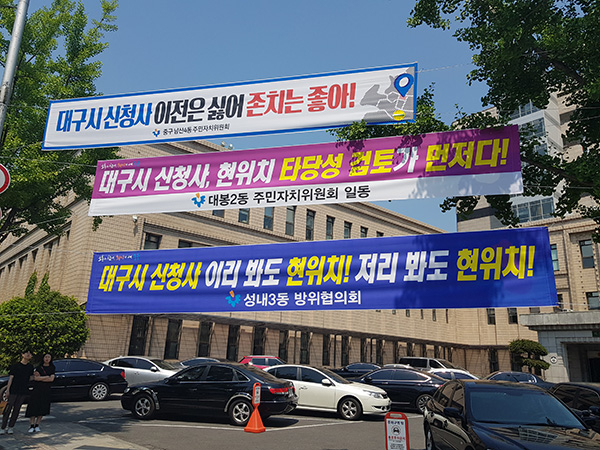 대구시 신청사 이전은 싫어 존치는 좋아!
중구 남산4동 주민자치위원회
대구시 신청사, 현위치 타당성 검토가 먼저다!
대봉2동 주민자치위원회 일동
대구시 신청사 이리 봐도 현위치! 저리 봐도 현위치!
성내3동 방위협의회